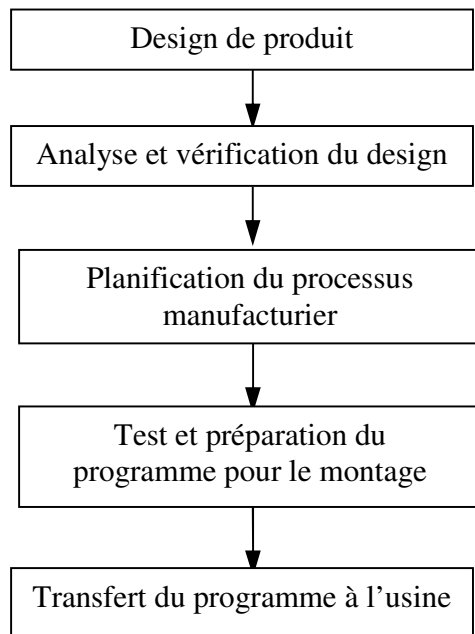 Design de produit
Analyse et vérification du design
Planification du processus
manufacturier
Test et préparation du
programme pour le montage
Transfert du programme à l'usine